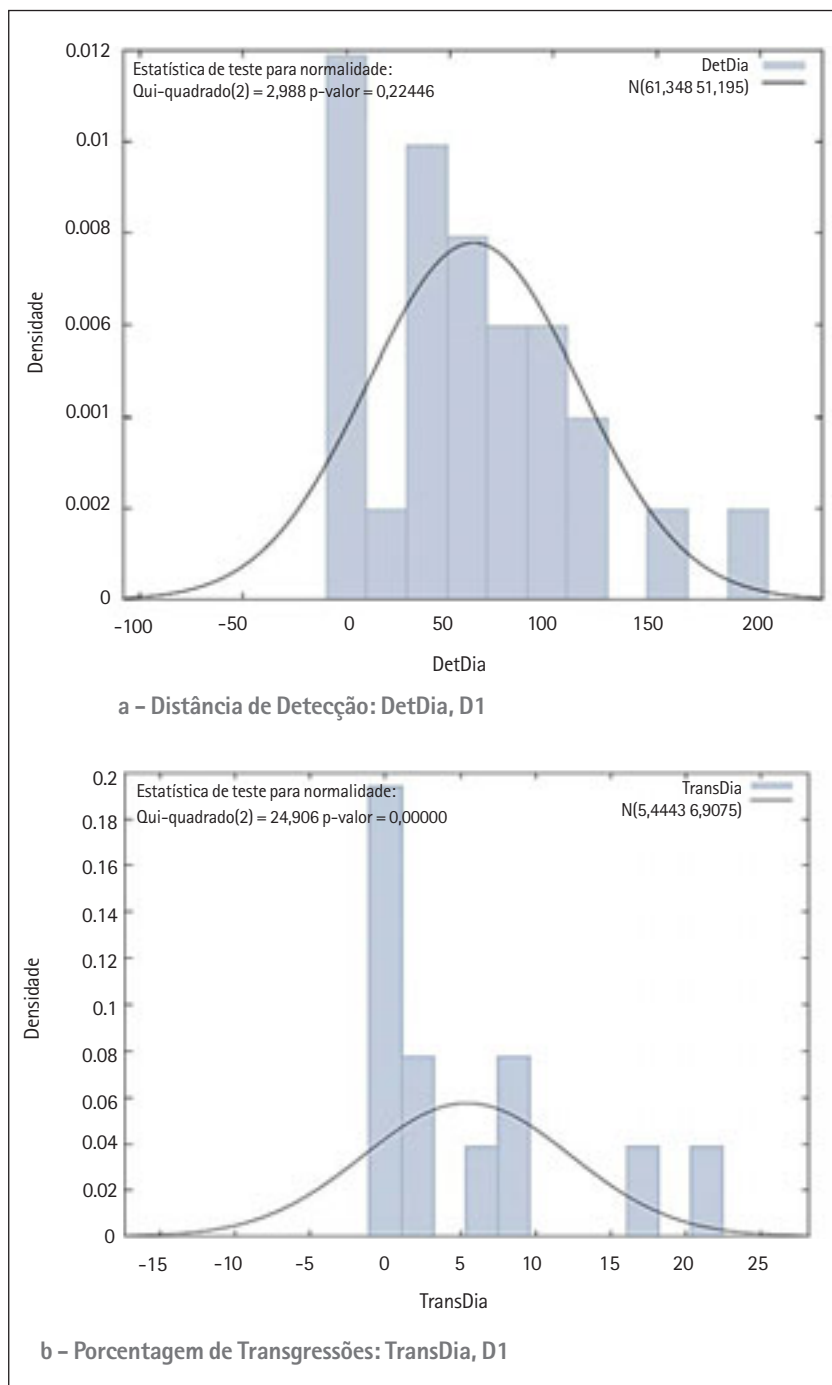 0.012
Estatística de teste para normalidade:
Qui-quadrado(2) = 2,988 p-valor = 0,22446
DetDia
N(61,348 51,195)
0.01
0.008
0.006
0.001
0.002
0
Densidade
-100 -50 0 50 100 150 200
DetDia
a – Distância de Detecção: DetDia, D1
0.2
Estatística de teste para normalidade:
Qui-quadrado(2) = 24,906 p-valor = 0,00000
TransDia
N(5,4443 6,9075)
0.18
0.16
0.14
0.12
0.1
0.08
0.06
0.04
0.02
0
Densidade
-15 -10 -5 0 5 10 15 20 25
TransDia
b – Porcentagem de Transgressões: TransDia, D1